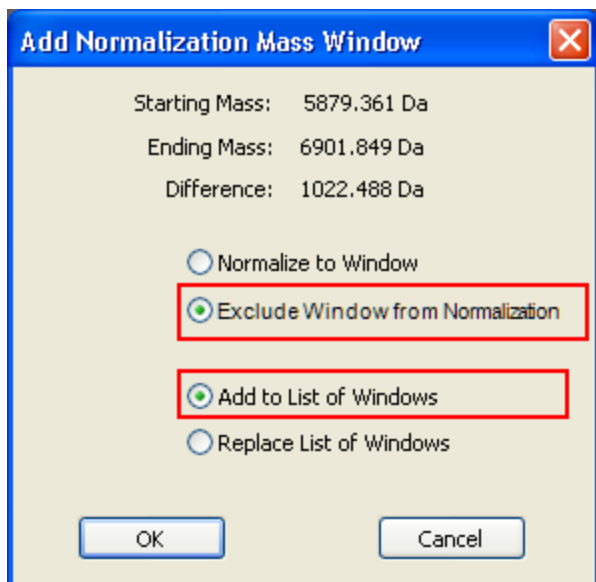 Add Normalization Mass Window
Starting Mass: 5879.361 Da
Ending Mass: 6901.849 Da
Difference: 1022.488 Da
Normalize to Window
Exclude Window from Normalization
Add to List of Windows
Replace List of Windows
OK Cancel